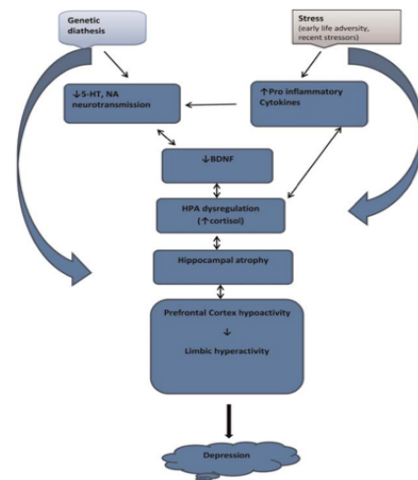 Genetic
diathesis
Stress
(early life adversity,
recent stressors)
↓5-HT, NA
neurotransmission
↑Pro inflammatory
Cytokines
↓BDNF
HPA dysregulation
(↑cortisol)
Hippocampal atrophy
Prefrontal Cortex hypoactivity
↓
Limbic hyperactivity
Depression